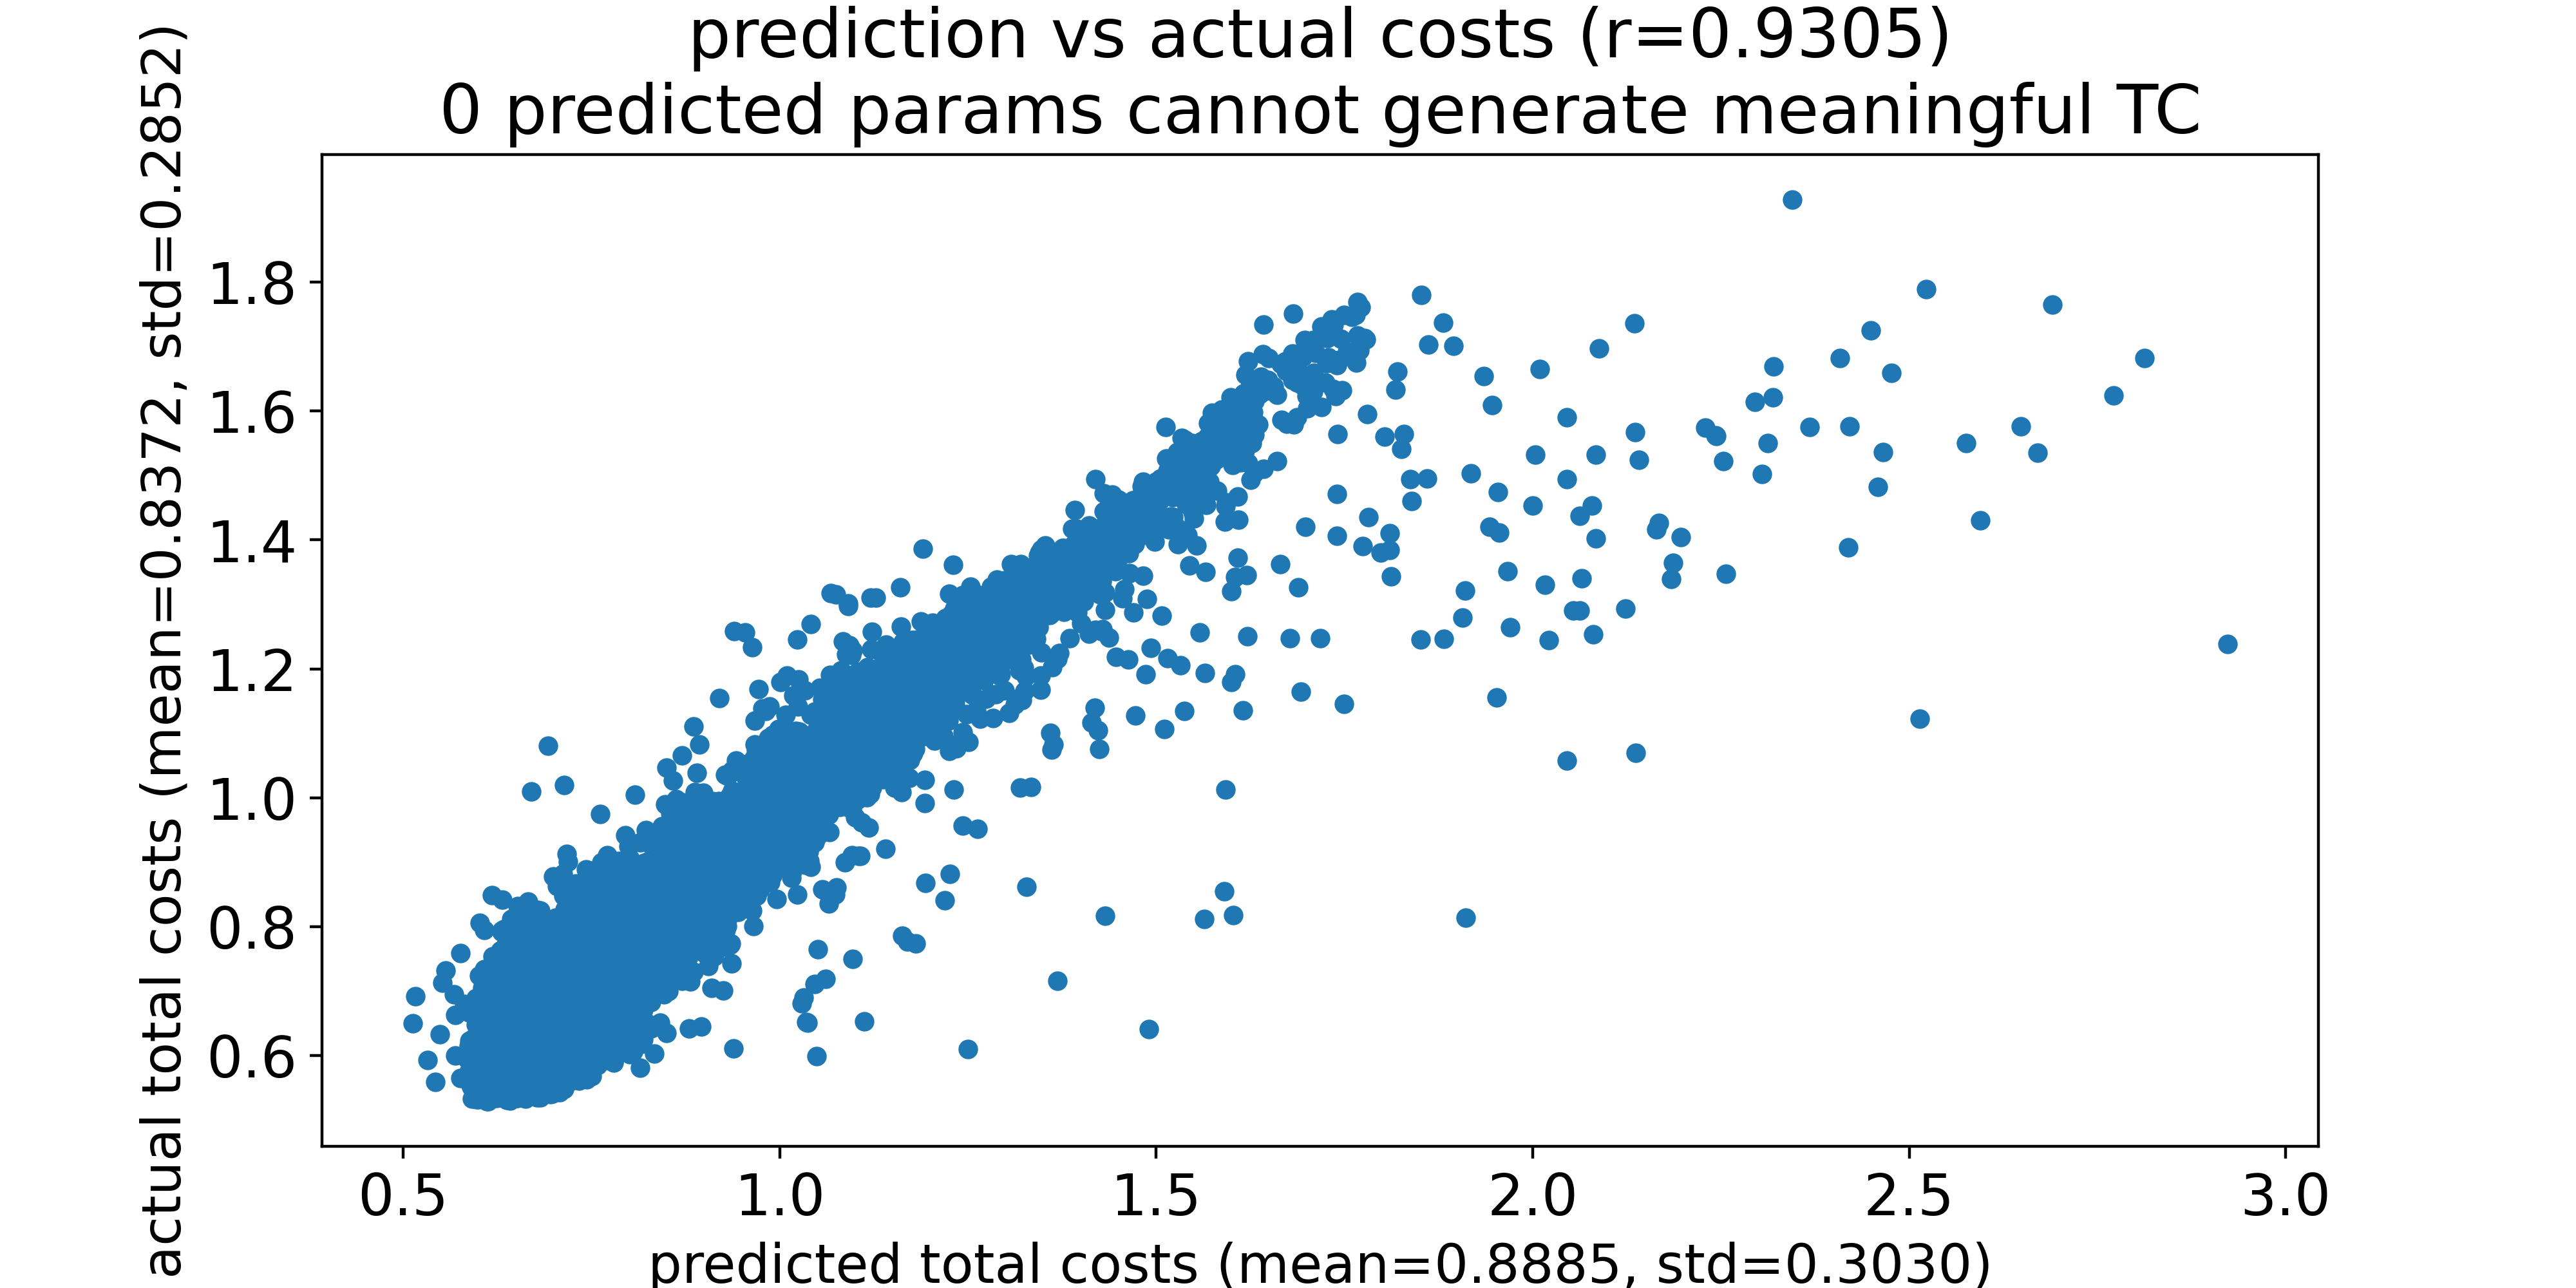 prediction vs actual costs (r=0.9305)
0 predicted params cannot generate meaningful TC
actual total costs (mean=0.8372, std=0.2852)
1.8
1.6
1.4
1.2
1.0
0.8
0.6
0.5 1.0 1.5 2.0 2.5 3.0
predicted total costs (mean=0.8885, std=0.3030)